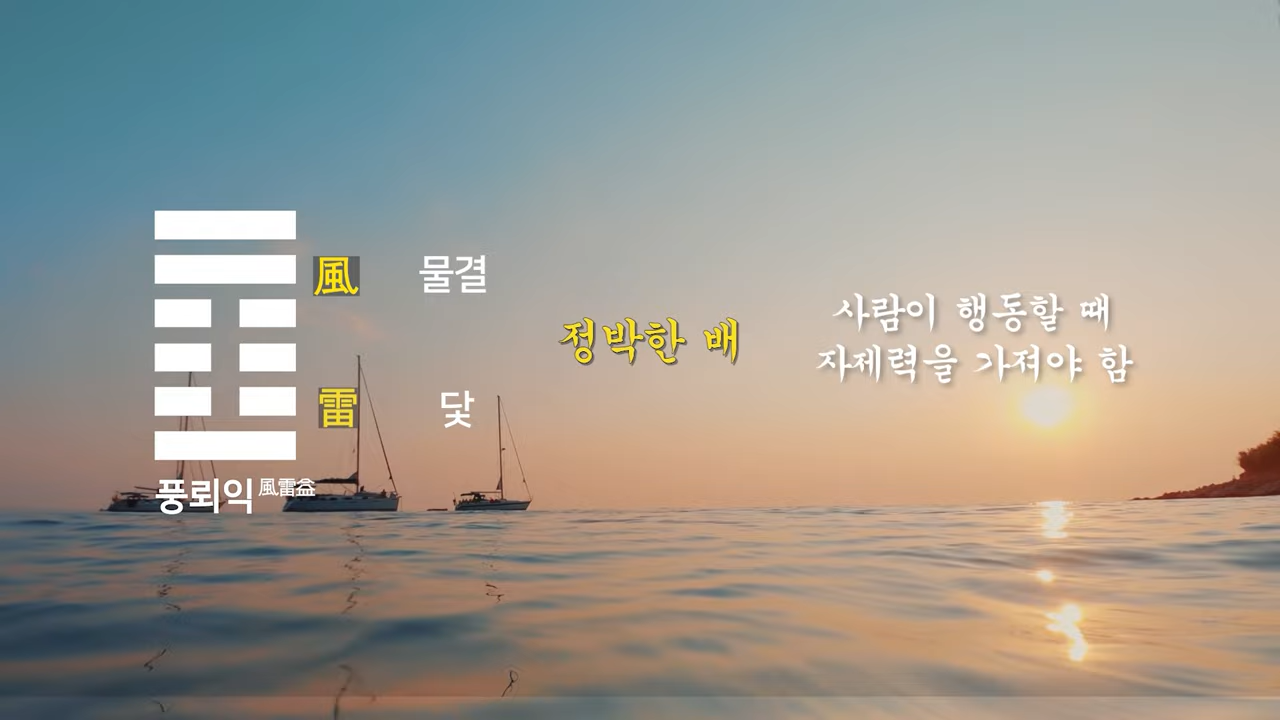 風 물결
정박한 배
사람이 행동할 때
자제력을 가져야 함
雷 닻
풍뢰익 風雷益